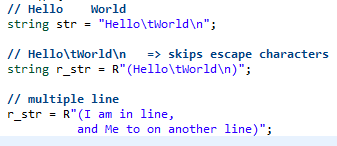 // Hello    World
string str = "Hello\tWorld\n";
// Hello\tWorld\n   => skips escape characters
string r_str = R"(Hello\tWorld\n)";
// multiple line
r_str = R"(I am in line,
          and Me to on another line)";